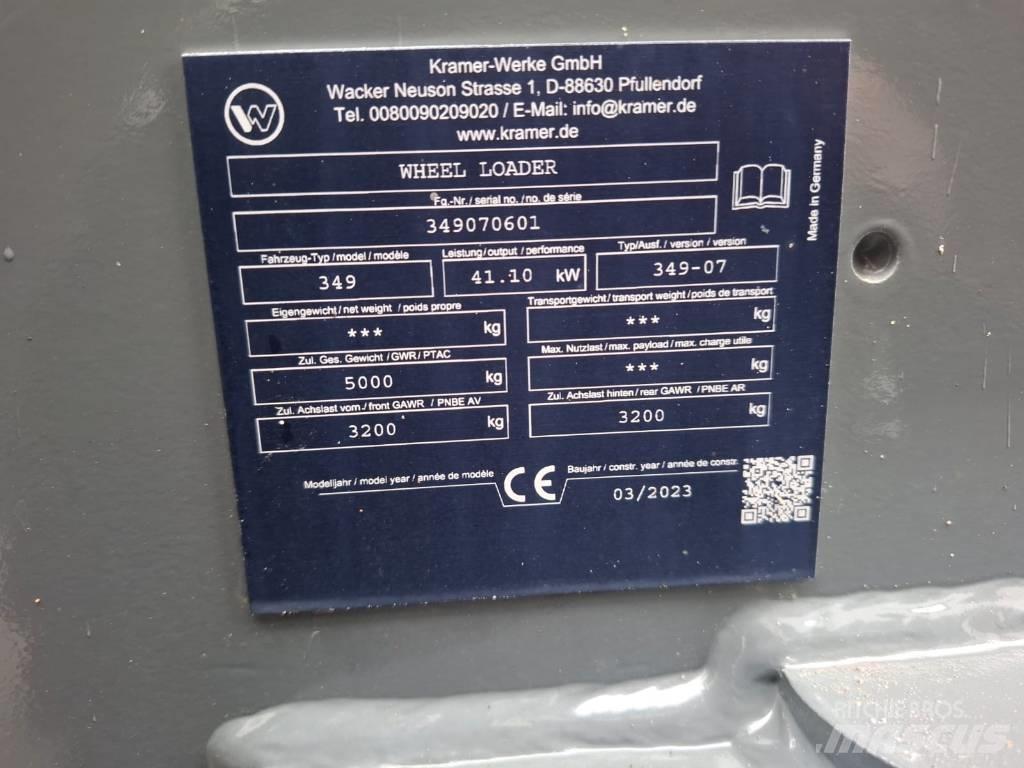 Kramer-Werke GmbH
Wacker Neuson Strasse 1, D-88630 Pfullendorf
Tel. 0080090209020 / E-Mail: info@kramer.de
www.kramer.de
WHEEL LOADER
Fg.-Nr./ serial no./no. de série
349070601
Made in Germany
Fahrzeug-Typ / model / modèle
Leistung/output / performance
Typ/Ausf. / version / version
349
41.10 kW
349-07
Eigengewicht/ net weight / poids propre
Transportgewicht / transport weight / poids de transport
*** kg
*** kg
Zul. Ges. Gewicht / GWR/ PTAC
Max. Nutzlast / max. payload / max. charge utile
5000 kg
*** kg
Zul. Achslast vorn./ front GAWR / PNBE AV
Zul. Achslast hinten/ rear GAWR / PNBE AR
3200 kg
3200 kg
Modelljahr / model year / année de modèle
CE
Baujahr / constr. year / année de constr.
03/2023
RITCHIE BROS.
Mascus